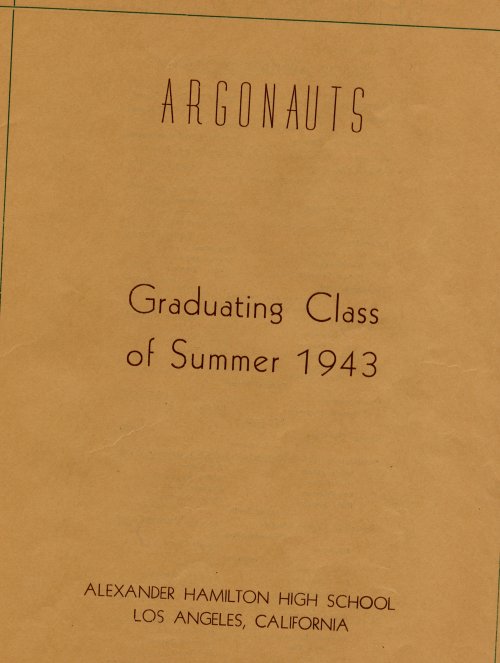 ARGONAUTS
Graduating Class
of Summer 1943
ALEXANDER HAMILTON HIGH SCHOOL
LOS ANGELES, CALIFORNIA